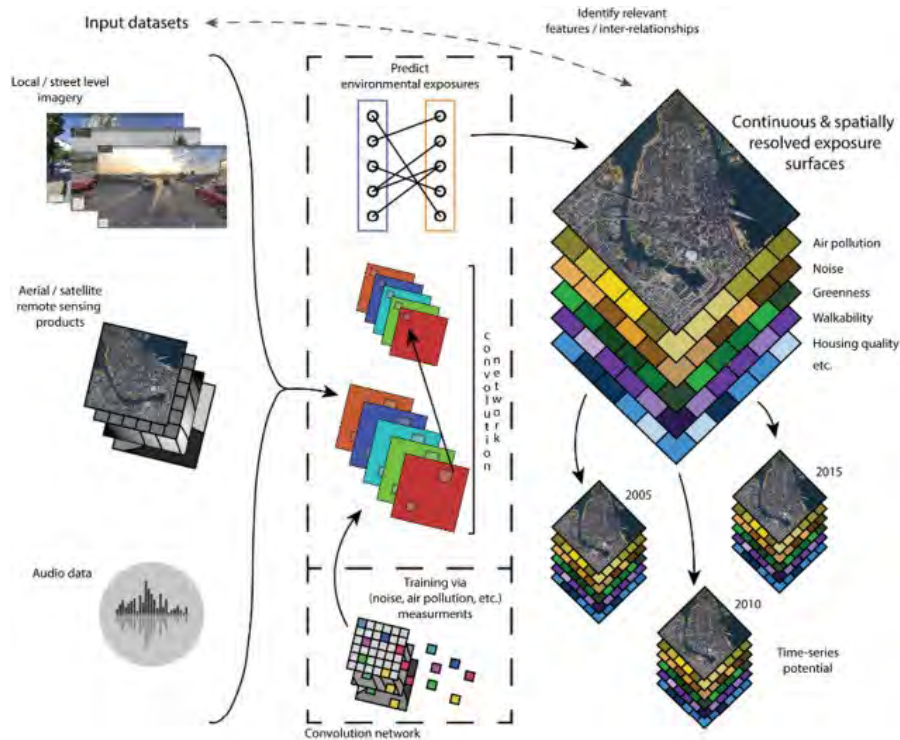 Input datasets
Identify relevant
features / inter-relationships
Local / street level
imagery
Predict
environmental exposures
Continuous & spatially
resolved exposure
surfaces
Air pollution
Noise
Greenness
Walkability
Housing quality
etc.
Aerial / satellite
remote sensing
products
convolution
network
2005
2015
Audio data
Training via
(noise, air pollution, etc.)
measurments
2010
Time-series
potential
Convolution network